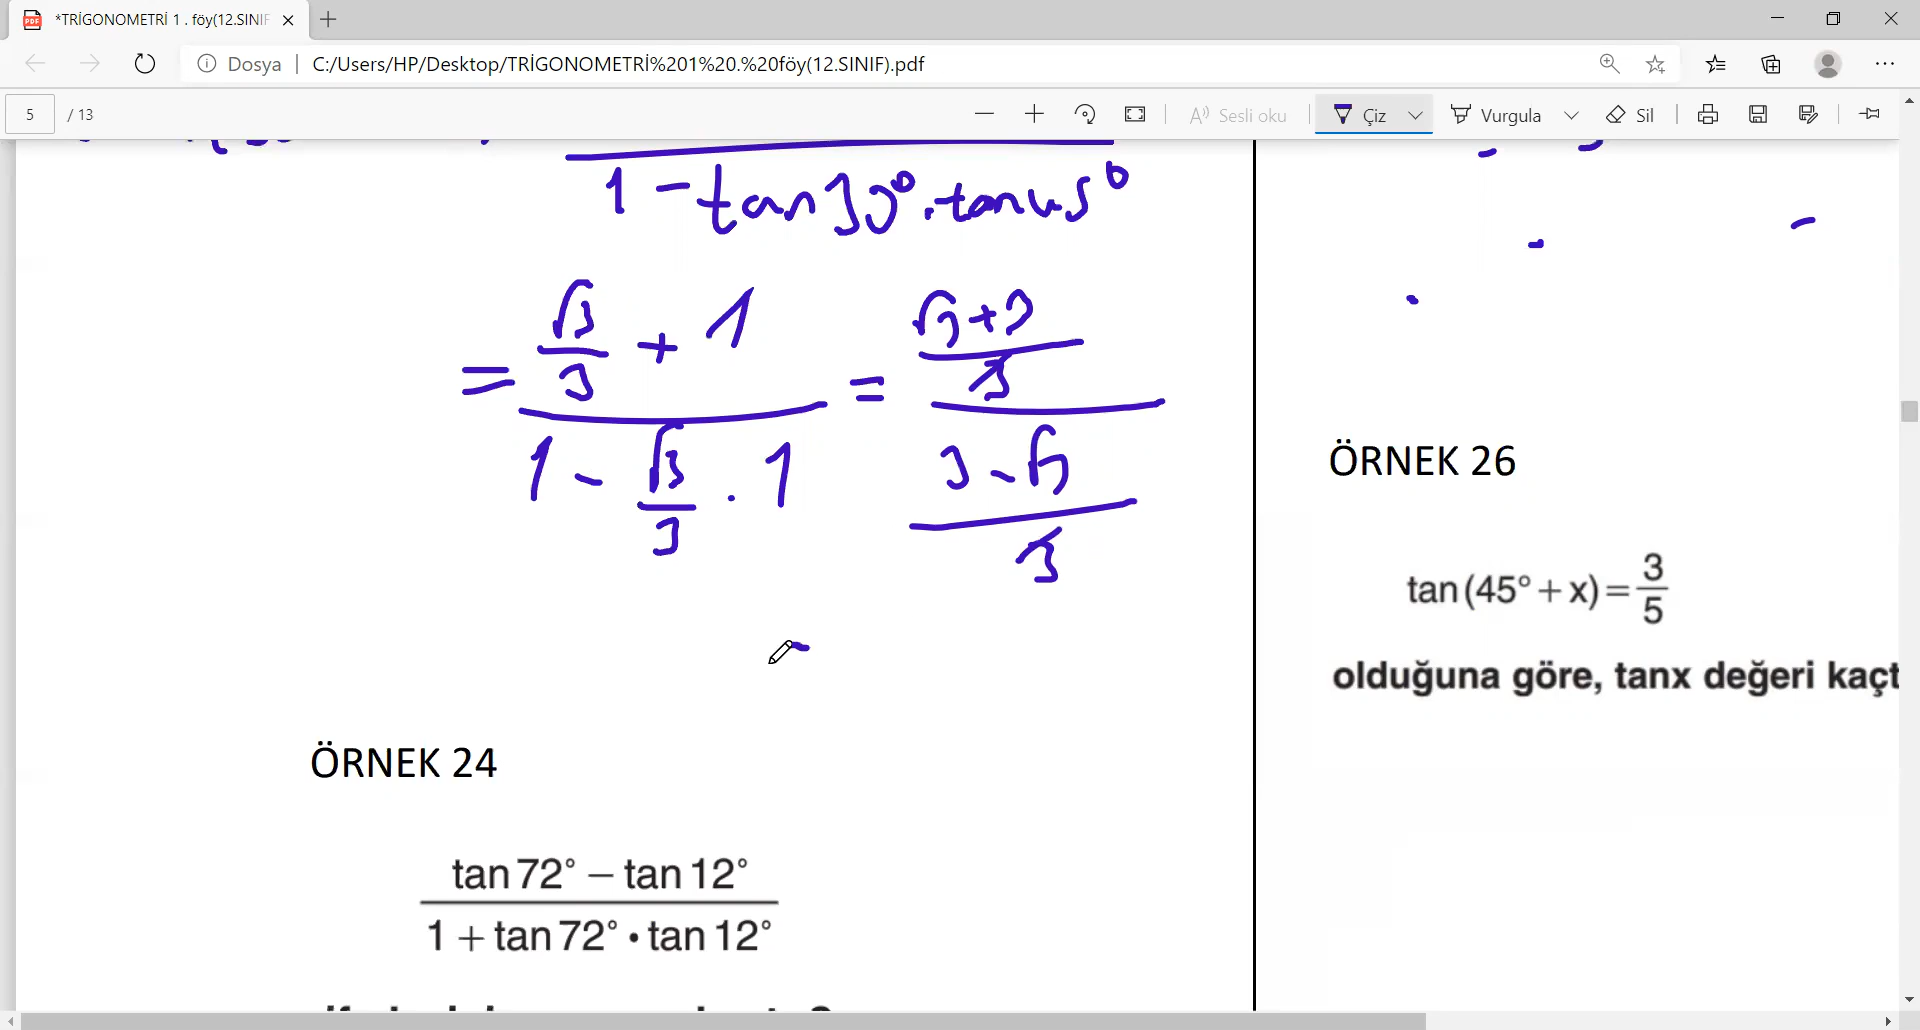 *TRİGONOMETRİ 1 . föy(12.SINIF
Dosya | C:/Users/HP/Desktop/TRİGONOMETRİ%201%20.%20föy(12.SINIF).pdf
5 / 13
Sesli oku
Çiz
Vurgula
Sil
1 - tan30° . tan45°
= (√3/3 + 1) / (1 - √3/3 . 1) = ((√3+3)/3) / ((3-√3)/3)
ÖRNEK 24
tan 72° – tan 12°
1 + tan 72° • tan 12°
ÖRNEK 26
tan (45° + x) = 3/5
olduğuna göre, tanx değeri kaçt